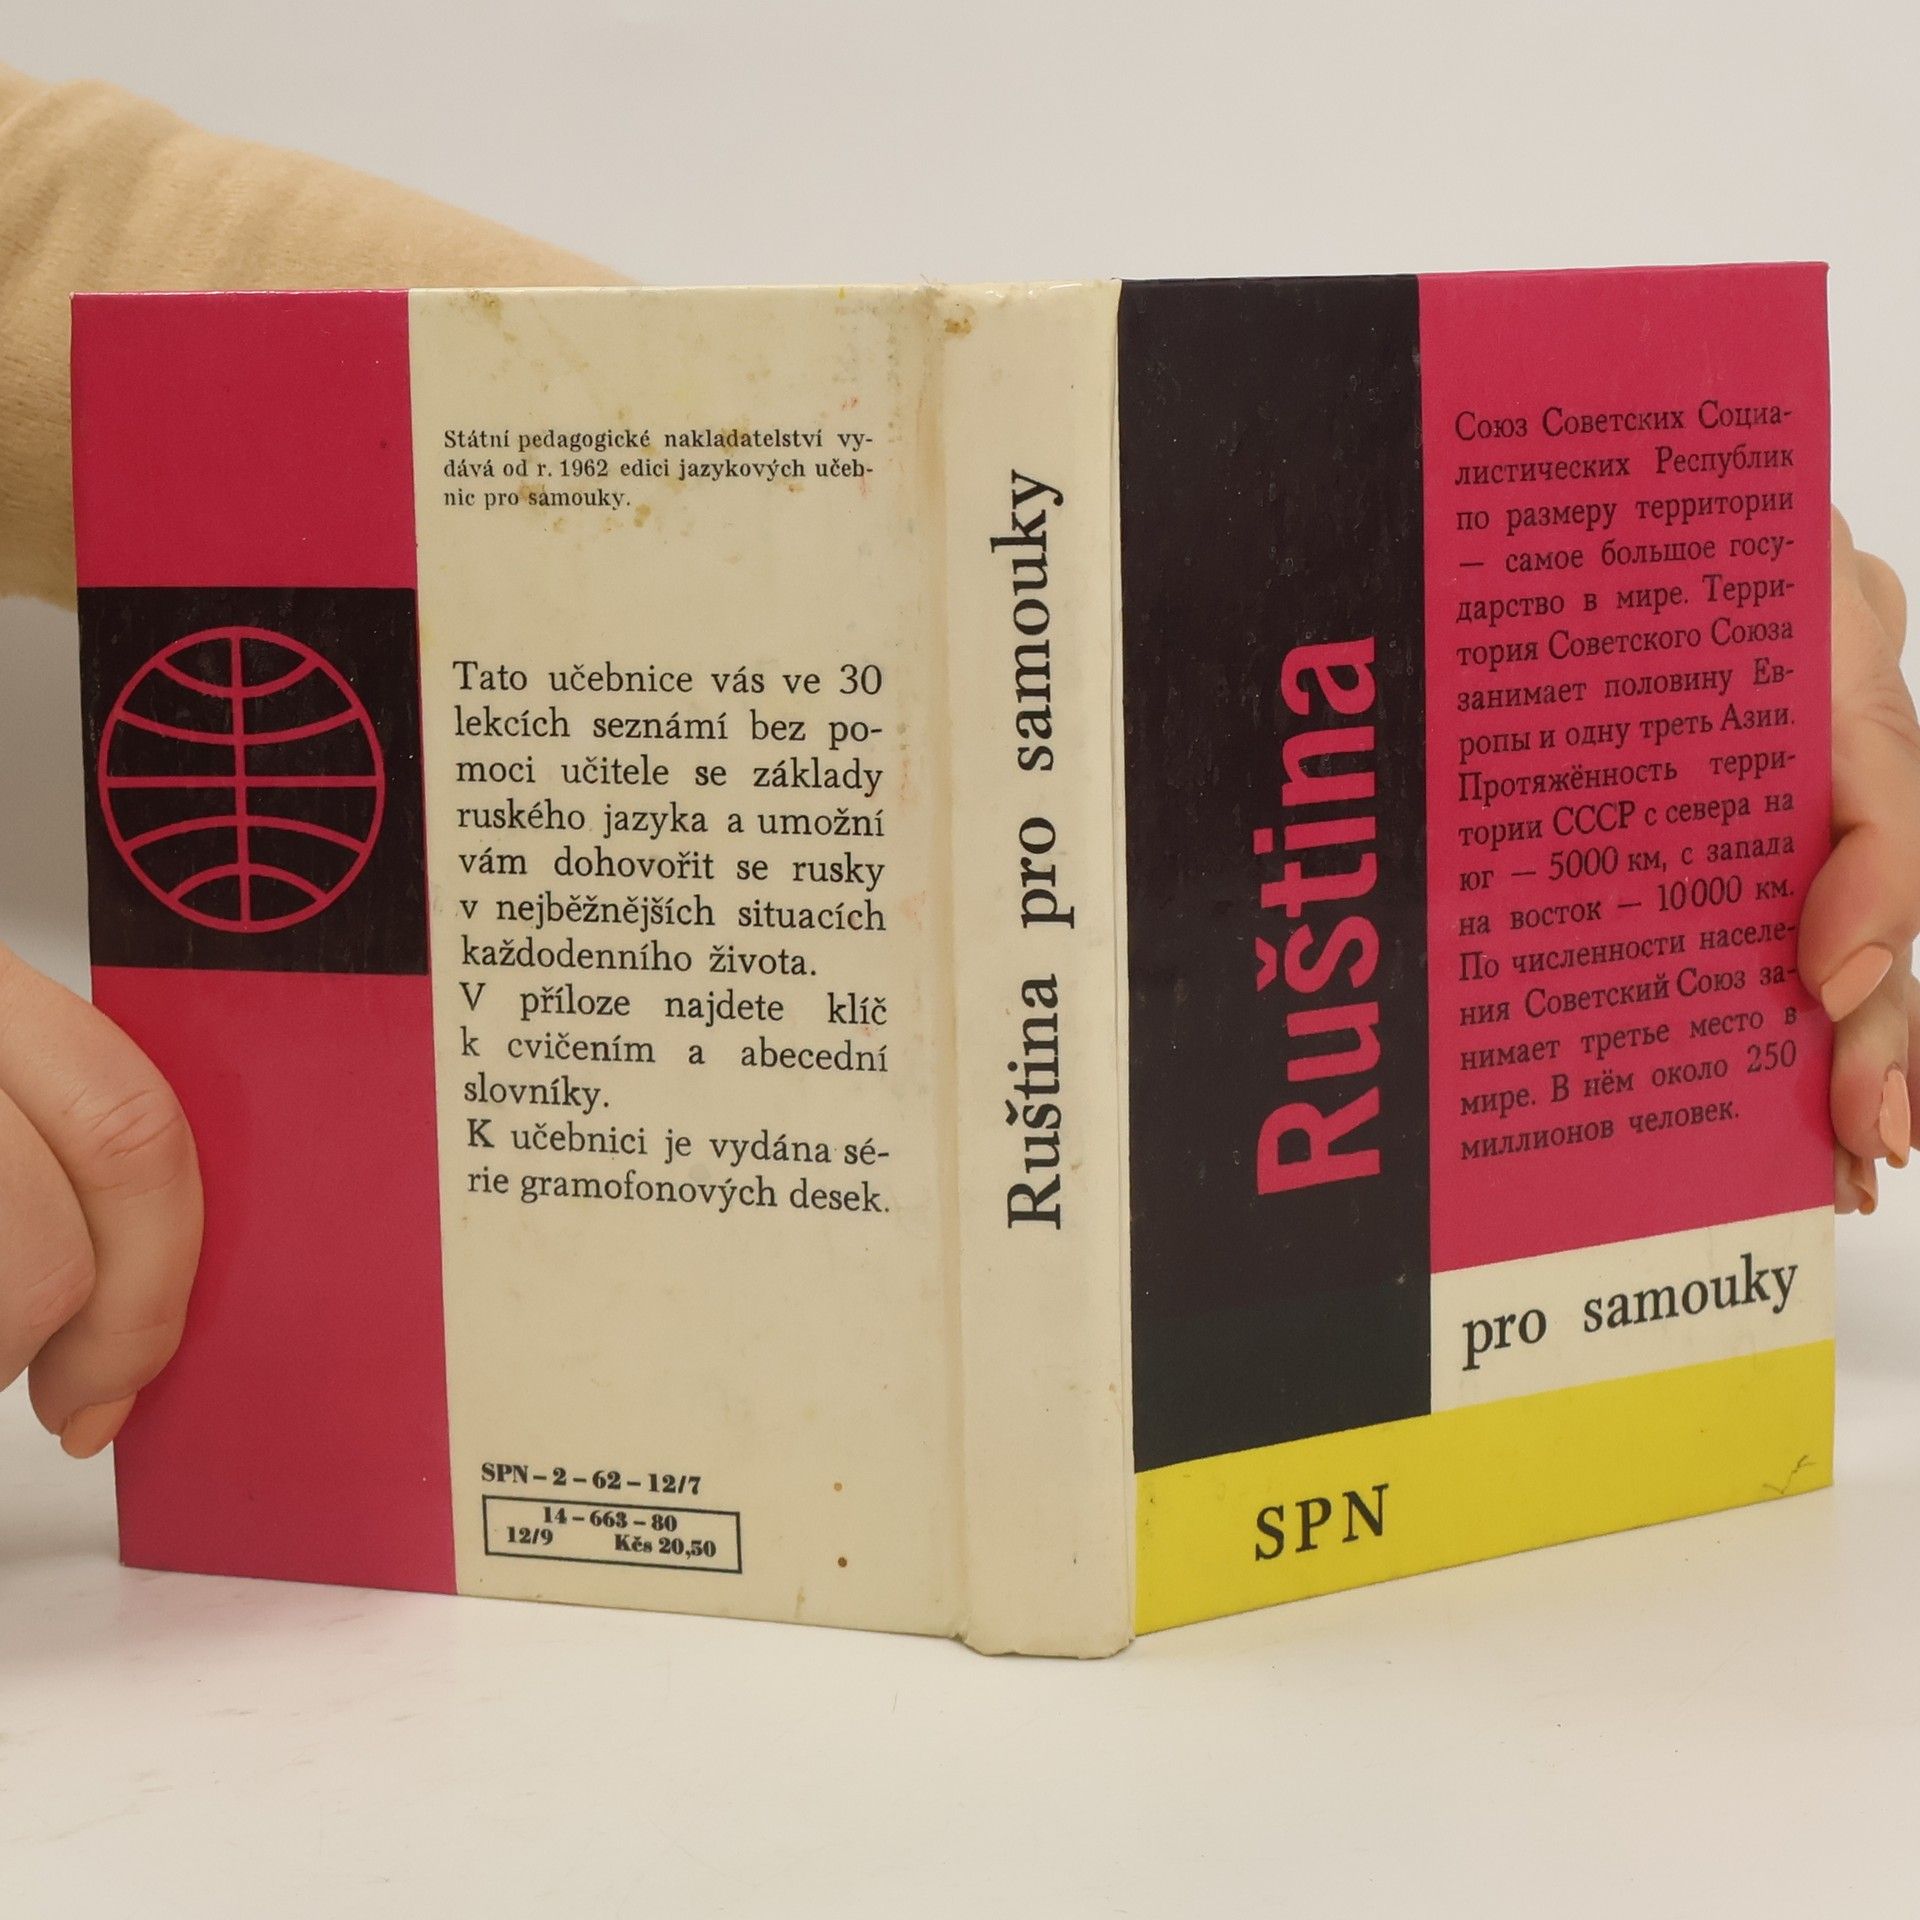 Státní pedagogické nakladatelství vy-
dává od r. 1962 edici jazykových učeb-
nic pro samouky.
Tato učebnice vás ve 30
lekcích seznámí bez po-
moci učitele se základy
ruského jazyka a umožní
vám dohovořit se rusky
v nejběžnějších situacích
každodenního života.
V příloze najdete klíč
k cvičením a abecední
slovníky.
K učebnici je vydána sé-
rie gramofonových desek.
SPN – 2 – 62 – 12/7
14 – 663 – 80
12/9 Kčs 20,50
Ruština pro samouky
Ruština
Союз Советских Социа-
листических Республик
по размеру территории
— самое большое госу-
дарство в мире. Терри-
тория Советского Союза
занимает половину Ев-
ропы и одну треть Азии.
Протяжённость терри-
тории СССР с севера на
юг — 5000 км, с запада
на восток — 10 000 км.
По численности населе-
ния Советский Союз за-
нимает третье место в
мире. В нём около 250
миллионов человек.
pro samouky
SPN